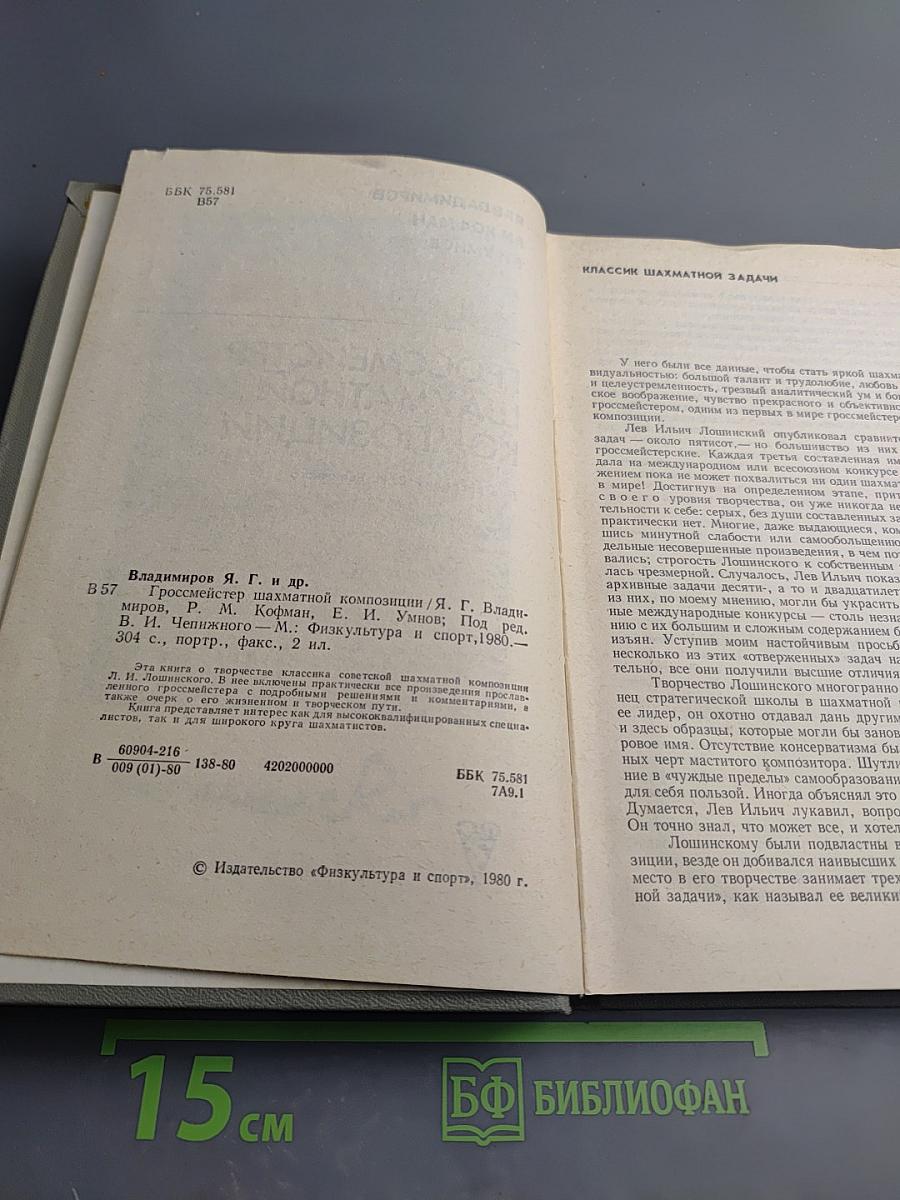 ББК 75.581
В57
Владимиров Я. Г. и др.
В 57 Гроссмейстер шахматной композиции/Я. Г. Влади-
миров, Р. М. Кофман, Е. И. Умнов; Под ред.
В. И. Чепижного — М.: Физкультура и спорт, 1980.—
304 с., портр., факс., 2 ил.
Эта книга о творчестве классика советской шахматной композиции
Л. И. Лошинского. В нее включены практически все произведения прослав-
ленного гроссмейстера с подробными решениями и комментариями, а
также очерк о его жизненном и творческом пути.
Книга представляет интерес как для высококвалифицированных специа-
листов, так и для широкого круга шахматистов.
В 60904-216 138-80 4202000000
009 (01)-80
ББК 75.581
7А9.1
© Издательство «Физкультура и спорт», 1980 г.
КЛАССИК ШАХМАТНОЙ ЗАДАЧИ
У него были все данные, чтобы стать яркой шахма
видуальностью: большой талант и трудолюбие, любовь
и целеустремленность, трезвый аналитический ум и бо
ское воображение, чувство прекрасного и объективно
гроссмейстером, одним из первых в мире гроссмейстер
композиции.
Лев Ильич Лошинский опубликовал сравните
задач — около пятисот,— но большинство из них
гроссмейстерские. Каждая третья составленная им
дала на международном или всесоюзном конкурсе
жением пока не может похвалиться ни один шахмат
в мире! Достигнув на определенном этапе, прит
своего уровня творчества, он уже никогда не
тельности к себе: серых, без души составленных за
практически нет. Многие, даже выдающиеся, ком
шись минутной слабости или самообольщению
дельные несовершенные произведения, в чем по
вались; строгость Лошинского к собственным
лась чрезмерной. Случалось, Лев Ильич показ
архивные задачи десяти-, а то и двадцатилет
из них, по моему мнению, могли бы украсить
ные международные конкурсы — столь незна
нию с их большим и сложным содержанием б
изъян. Уступив моим настойчивым просьб
несколько из этих «отверженных» задач на
тельно, все они получили высшие отличия
Творчество Лошинского многогранно
нец стратегической школы в шахматной
ее лидер, он охотно отдавал дань другим
и здесь образцы, которые могли бы занов
ровое имя. Отсутствие консерватизма бы
ных черт маститого композитора. Шутли
ние в «чуждые пределы» самообразовани
для себя пользой. Иногда объяснял это
Думается, Лев Ильич лукавил, вопро
Он точно знал, что может все, и хотел
Лошинскому были подвластны в
зиции, везде он добивался наивысших
место в его творчестве занимает трех
ной задачи», как называл ее велики
15 см
БФ БИБЛИОФАН